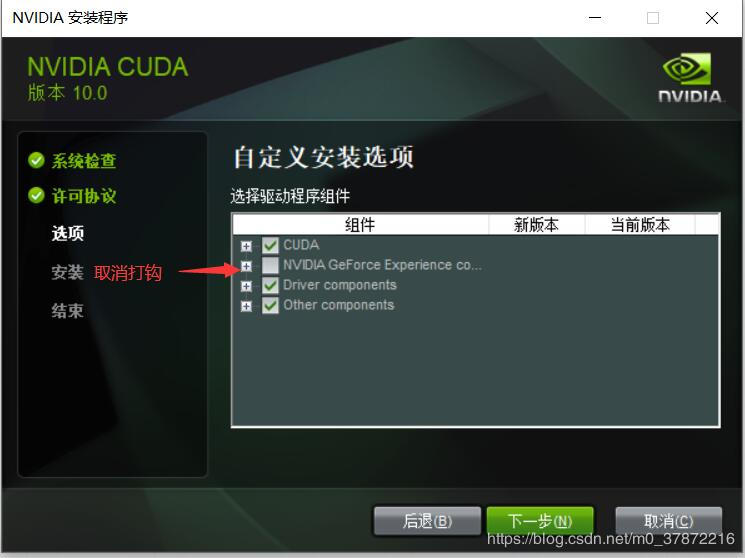 NVIDIA 安装程序
NVIDIA CUDA
版本 10.0
NVIDIA.
系统检查
许可协议
选项
安装
取消打钩
结束
自定义安装选项
选择驱动程序组件
组件 新版本 当前版本
CUDA
NVIDIA GeForce Experience co...
Driver components
Other components
后退(B) 下一步(N) 取消(C)
https://blog.csdn.net/m0_37872216